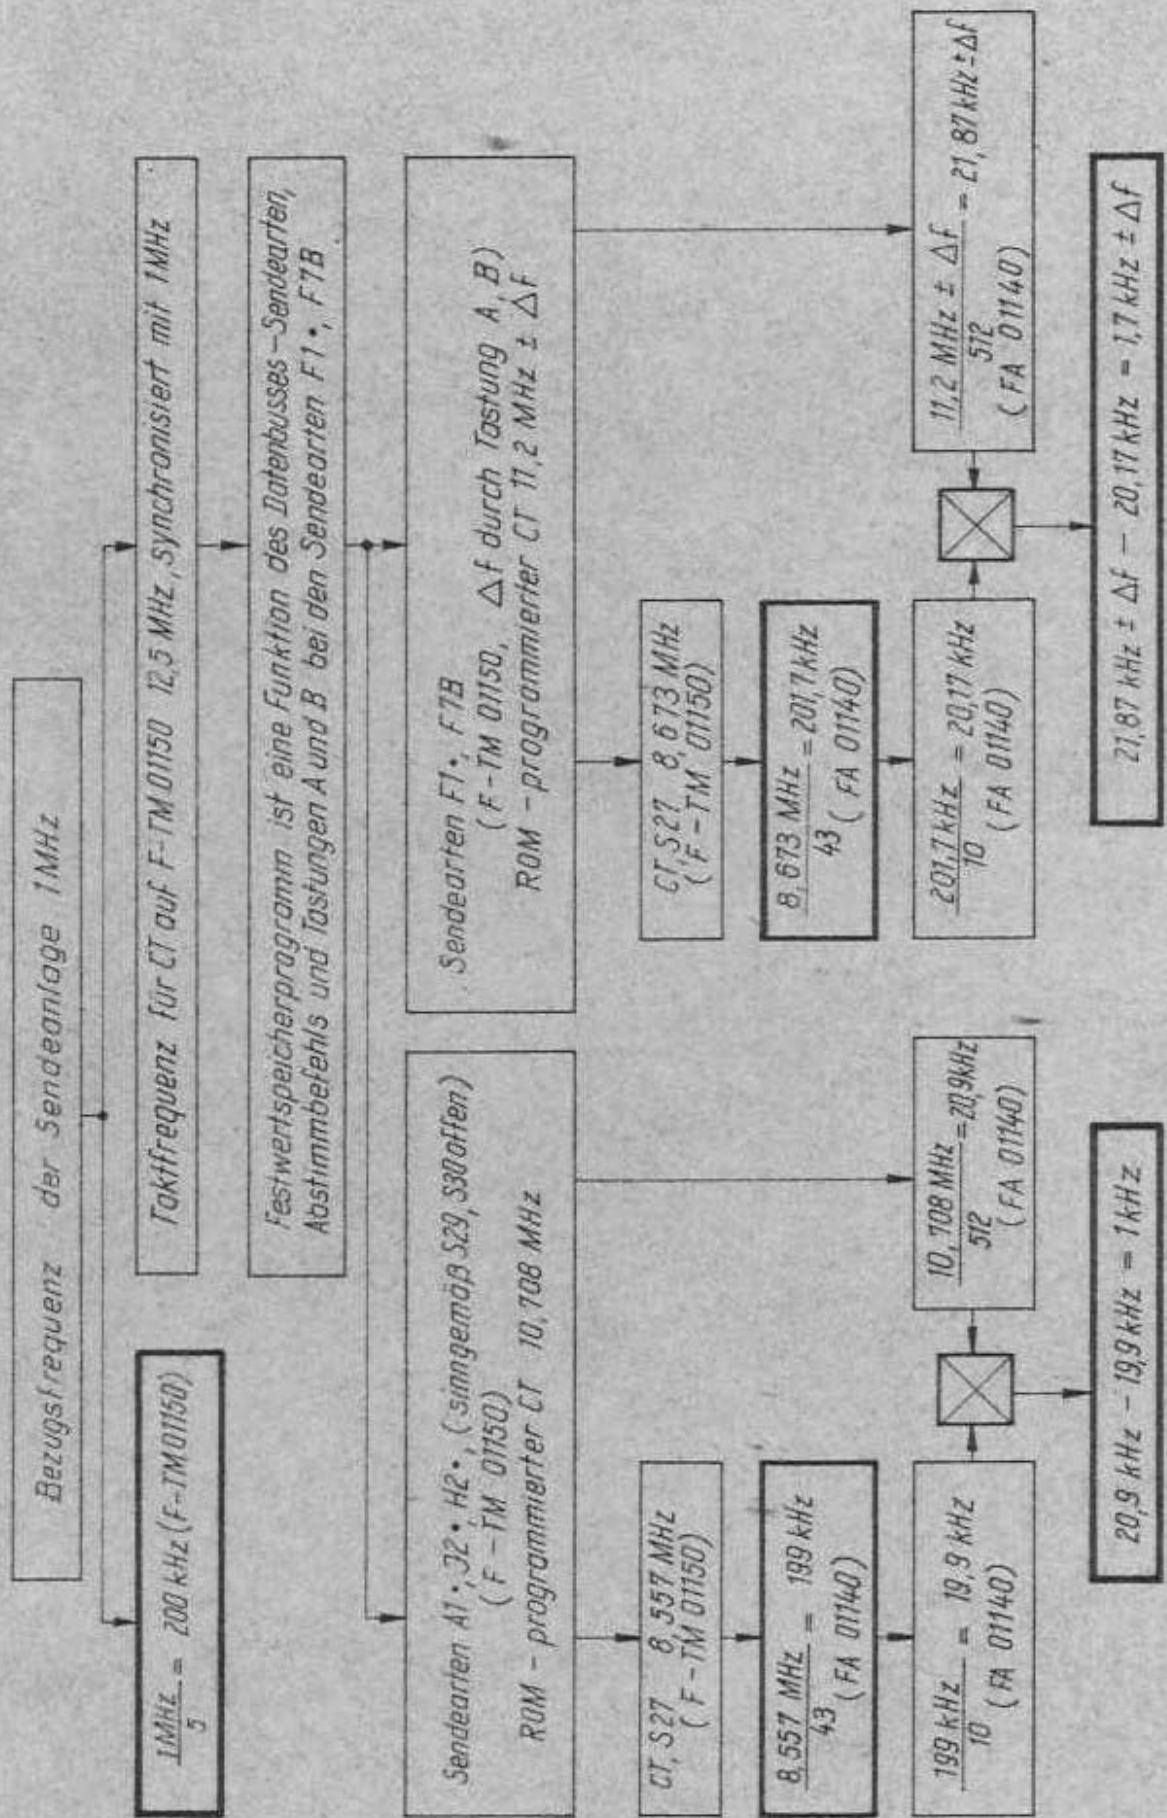 Bezugsfrequenz der Sendeanlage 1MHz
1MHz
5
= 200 kHz (F-TM 01150)
Taktfrequenz für CT auf F-TM 01150 12,5 MHz, synchronisiert mit 1MHz
Festwertspeicherprogramm ist eine Funktion des Datenbusses-Sendearten,
Abstimmbefehls und Tastungen A und B bei den Sendearten F1•, F7B
Sendearten A1•, J2•, H2•, (sinngemäß S29, S30 offen)
(F-TM 01150)
ROM-programmierter CT 10,708 MHz
CT, S27 8,557 MHz
(F-TM 01150)
8,557 MHz
43
= 199 kHz
(FA 01140)
199 kHz
10
= 19,9 kHz
(FA 01140)
10,708 MHz
512
= 20,9 kHz
(FA 01140)
20,9 kHz - 19,9 kHz = 1 kHz
Sendearten F1•, F7B
(F-TM 01150, Δf durch Tastung A, B)
ROM-programmierter CT 11,2 MHz ± ΔF
CT, S27 8,673 MHz
(F-TM 01150)
8,673 MHz
43
= 201,7 kHz
(FA 01140)
201,7 kHz
10
= 20,17 kHz
(FA 01140)
11,2 MHz ± ΔF
512
= 21,87 kHz ± Δf
(FA 01140)
21,87 kHz ± Δf - 20,17 kHz = 1,7 kHz ± Δf